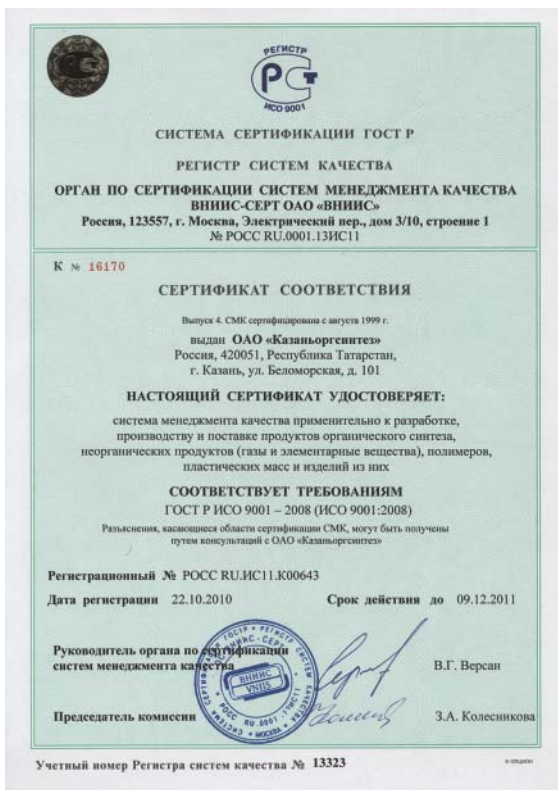 РЕГИСТР
РСТ
ИСО 9001
СИСТЕМА СЕРТИФИКАЦИИ ГОСТ Р
РЕГИСТР СИСТЕМ КАЧЕСТВА
ОРГАН ПО СЕРТИФИКАЦИИ СИСТЕМ МЕНЕДЖМЕНТА КАЧЕСТВА
ВНИИС-СЕРТ ОАО «ВНИИС»
Россия, 123557, г. Москва, Электрический пер., дом 3/10, строение 1
№ РОСС RU.0001.13ИС11
К № 16170
СЕРТИФИКАТ СООТВЕТСТВИЯ
Выпуск 4. СМК сертифицирована с августа 1999 г.
выдан ОАО «Казаньоргсинтез»
Россия, 420051, Республика Татарстан,
г. Казань, ул. Беломорская, д. 101
НАСТОЯЩИЙ СЕРТИФИКАТ УДОСТОВЕРЯЕТ:
система менеджмента качества применительно к разработке,
производству и поставке продуктов органического синтеза,
неорганических продуктов (газы и элементарные вещества), полимеров,
пластических масс и изделий из них
СООТВЕТСТВУЕТ ТРЕБОВАНИЯМ
ГОСТ Р ИСО 9001 – 2008 (ИСО 9001:2008)
Разъяснения, касающиеся области сертификации СМК, могут быть получены
путем консультаций с ОАО «Казаньоргсинтез»
Регистрационный № РОСС RU.ИС11.К00643
Дата регистрации 22.10.2010 Срок действия до 09.12.2011
Руководитель органа по сертификации
систем менеджмента качества В.Г. Версан
ВНИИС
VNIIS
Председатель комиссии З.А. Колесникова
Учетный номер Регистра систем качества № 13323